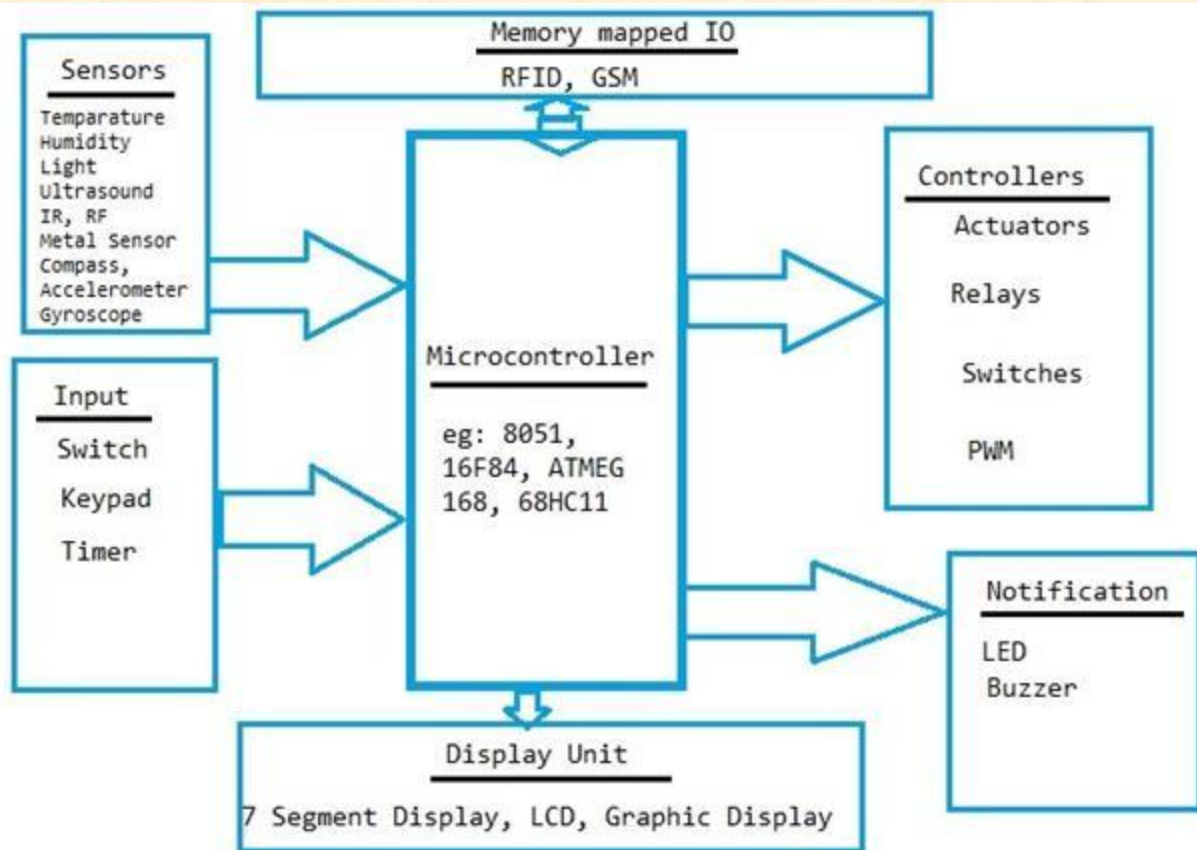 Memory mapped IO
RFID, GSM
Sensors
Temparature
Humidity
Light
Ultrasound
IR, RF
Metal Sensor
Compass,
Accelerometer
Gyroscope
Input
Switch
Keypad
Timer
Microcontroller
eg: 8051,
16F84, ATMEG
168, 68HC11
Controllers
Actuators
Relays
Switches
PWM
Notification
LED
Buzzer
Display Unit
7 Segment Display, LCD, Graphic Display